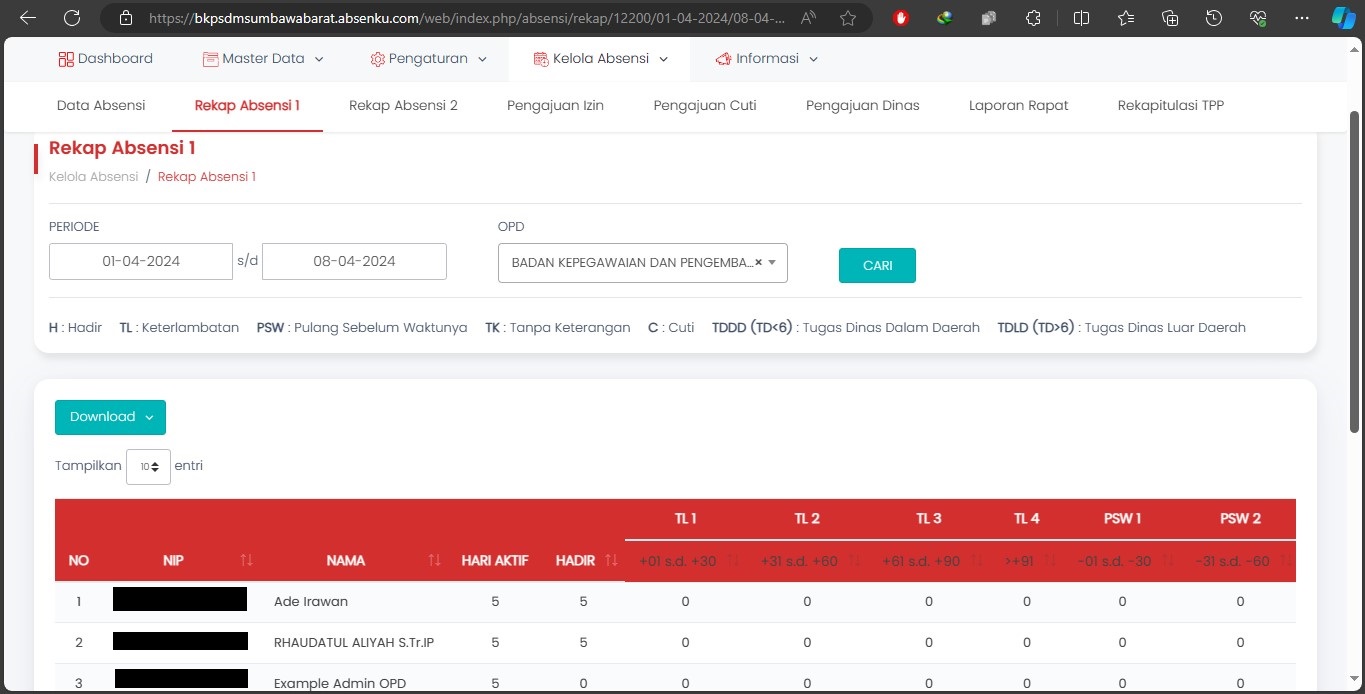 https://bkpsdmsumbawabarat.absenku.com/web/index.php/absensi/rekap/12200/01-04-2024/08-04-...
Dashboard Master Data Pengaturan Kelola Absensi Informasi
Data Absensi Rekap Absensi 1 Rekap Absensi 2 Pengajuan Izin Pengajuan Cuti Pengajuan Dinas Laporan Rapat Rekapitulasi TPP
Rekap Absensi 1
Kelola Absensi / Rekap Absensi 1
PERIODE OPD
01-04-2024 s/d 08-04-2024 BADAN KEPEGAWAIAN DAN PENGEMBA...× CARI
H : Hadir TL : Keterlambatan PSW : Pulang Sebelum Waktunya TK : Tanpa Keterangan C : Cuti TDDD (TD<6) : Tugas Dinas Dalam Daerah TDLD (TD>6) : Tugas Dinas Luar Daerah
Download
Tampilkan 10 entri
TL 1 TL 2 TL 3 TL 4 PSW 1 PSW 2
NO NIP NAMA HARI AKTIF HADIR +01 s.d. +30 +31 s.d. +60 +61 s.d. +90 >+91 -01 s.d. -30 -31 s.d. -60
1 Ade Irawan 5 5 0 0 0 0 0 0
2 RHAUDATUL ALIYAH S.Tr.IP 5 5 0 0 0 0 0 0
3 Example Admin OPD 5 0 0 0 0 0 0 0